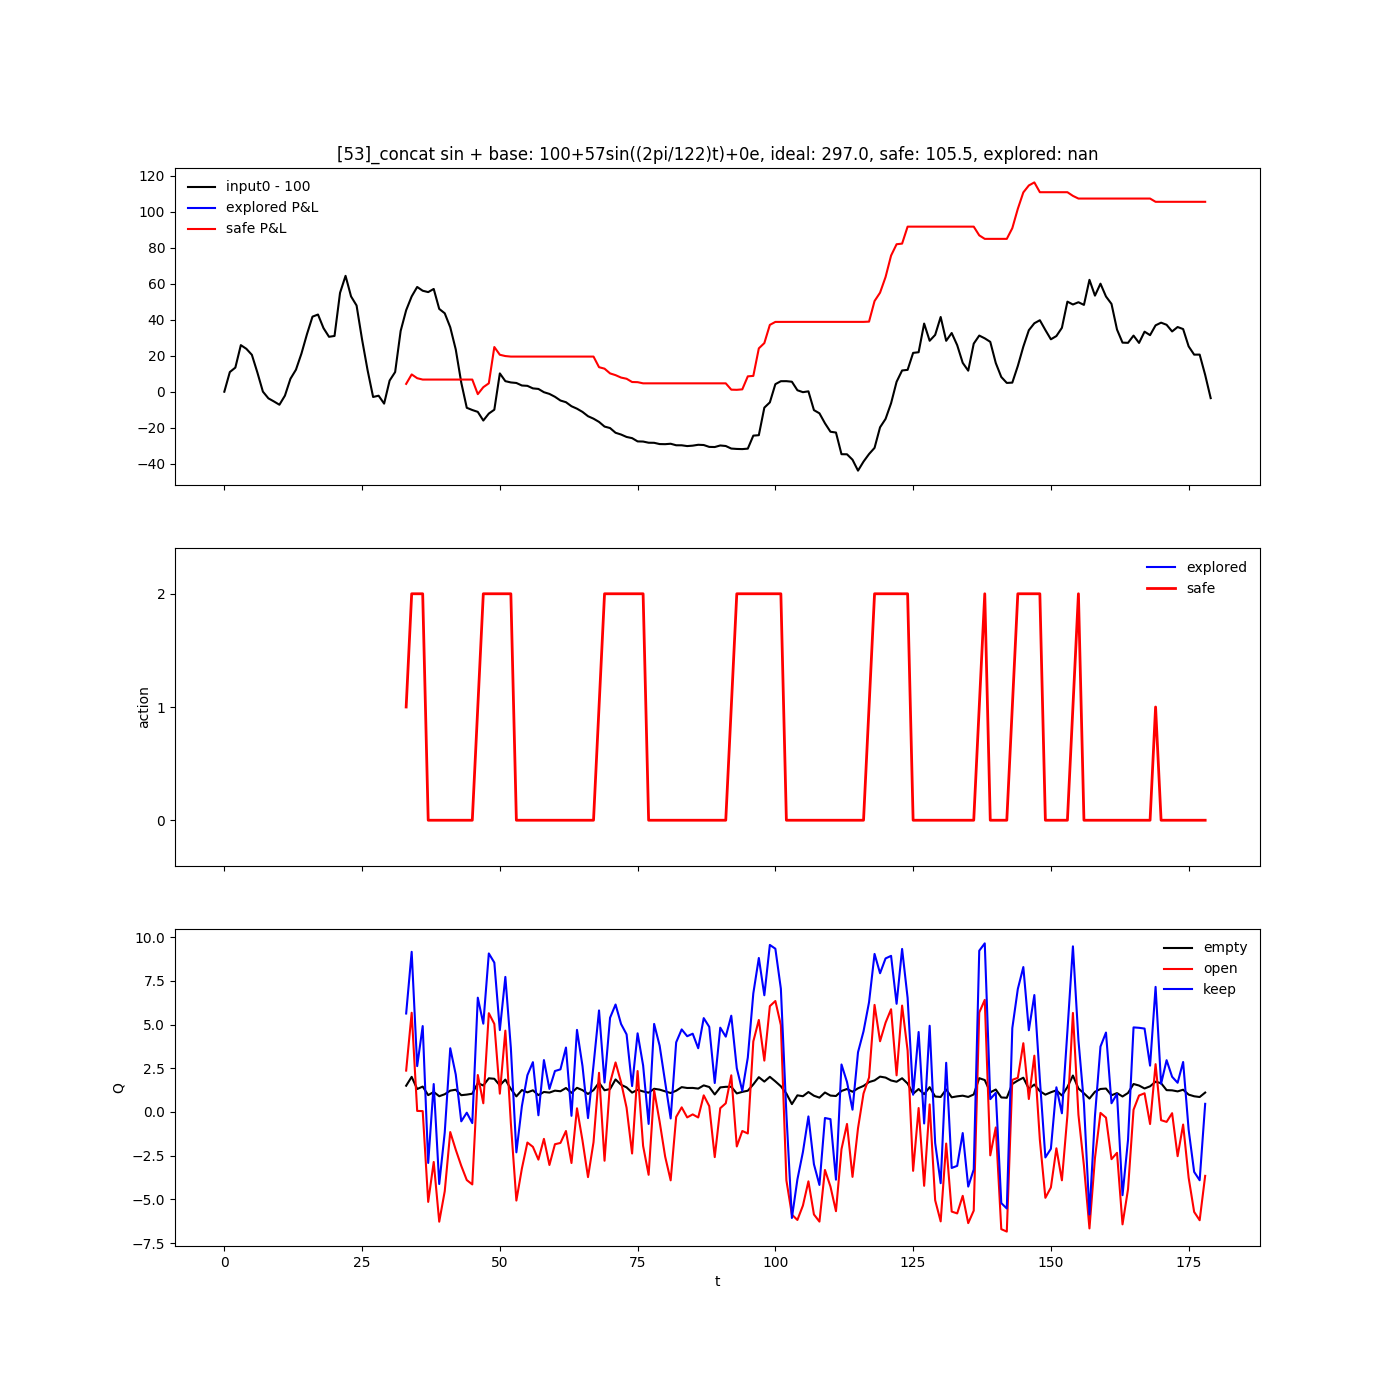 [53]_concat sin + base: 100+57sin((2pi/122)t)+0e, ideal: 297.0, safe: 105.5, explored: nan
120
100
80
60
40
20
0
−20
−40
input0 - 100
explored P&L
safe P&L
2
1
0
action
explored
safe
10.0
7.5
5.0
2.5
0.0
−2.5
−5.0
−7.5
Q
empty
open
keep
0 25 50 75 100 125 150 175
t